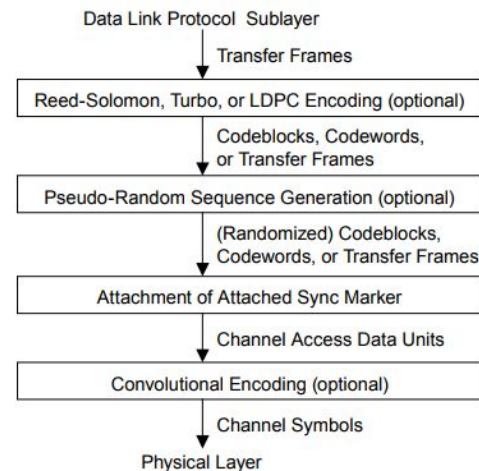 Data Link Protocol Sublayer
Transfer Frames
Reed-Solomon, Turbo, or LDPC Encoding (optional)
Codeblocks, Codewords,
or Transfer Frames
Pseudo-Random Sequence Generation (optional)
(Randomized) Codeblocks,
Codewords, or Transfer Frames
Attachment of Attached Sync Marker
Channel Access Data Units
Convolutional Encoding (optional)
Channel Symbols
Physical Layer